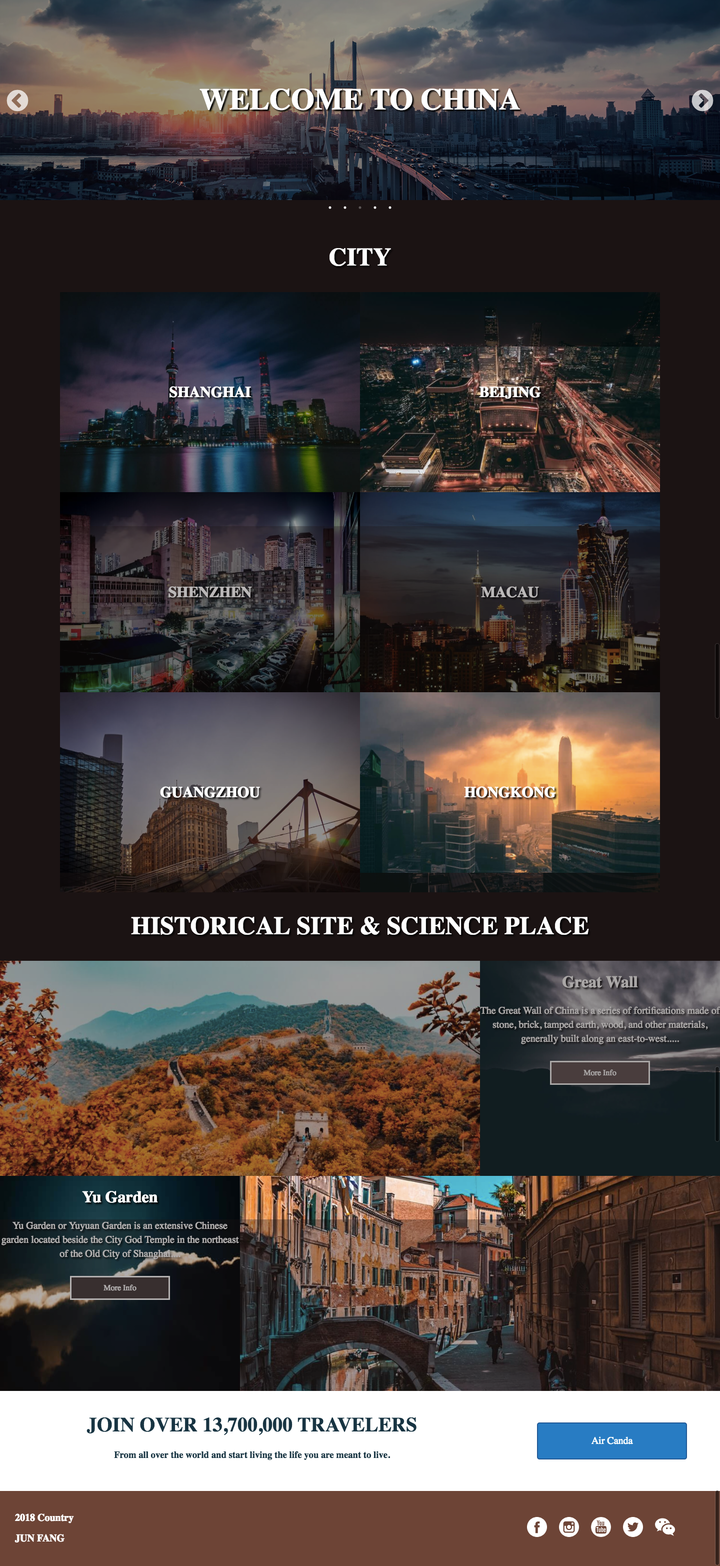 WELCOME TO CHINA
CITY
SHANGHAI
BEIJING
SHENZHEN
MACAU
GUANGZHOU
HONGKONG
HISTORICAL SITE & SCIENCE PLACE
Great Wall
The Great Wall of China is a series of fortifications made of
stone, brick, tamped earth, wood, and other materials,
generally built along an east-to-west.....
More Info
Yu Garden
Yu Garden or Yuyuan Garden is an extensive Chinese
garden located beside the City God Temple in the northeast
of the Old City of Shanghai.....
More Info
JOIN OVER 13,700,000 TRAVELERS
From all over the world and start living the life you are meant to live.
Air Canda
2018 Country
JUN FANG